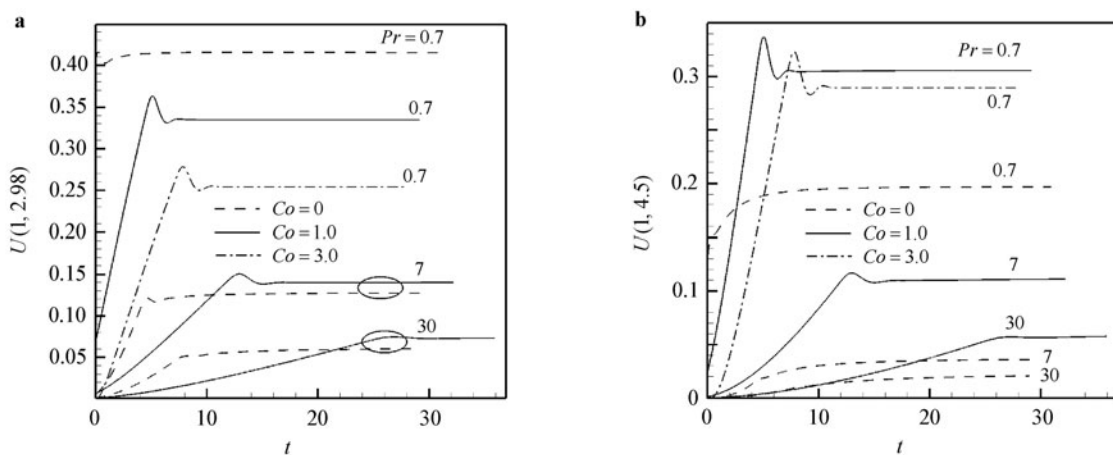 a
U(1, 2.98)
0.40
0.35
0.30
0.25
0.20
0.15
0.10
0.05
0
10
20
30
t
Pr = 0.7
0.7
0.7
Co = 0
Co = 1.0
Co = 3.0
7
30
b
U(1, 4.5)
0.3
0.2
0.1
0
0
10
20
30
t
Pr = 0.7
0.7
0.7
Co = 0
Co = 1.0
Co = 3.0
7
30
7
30